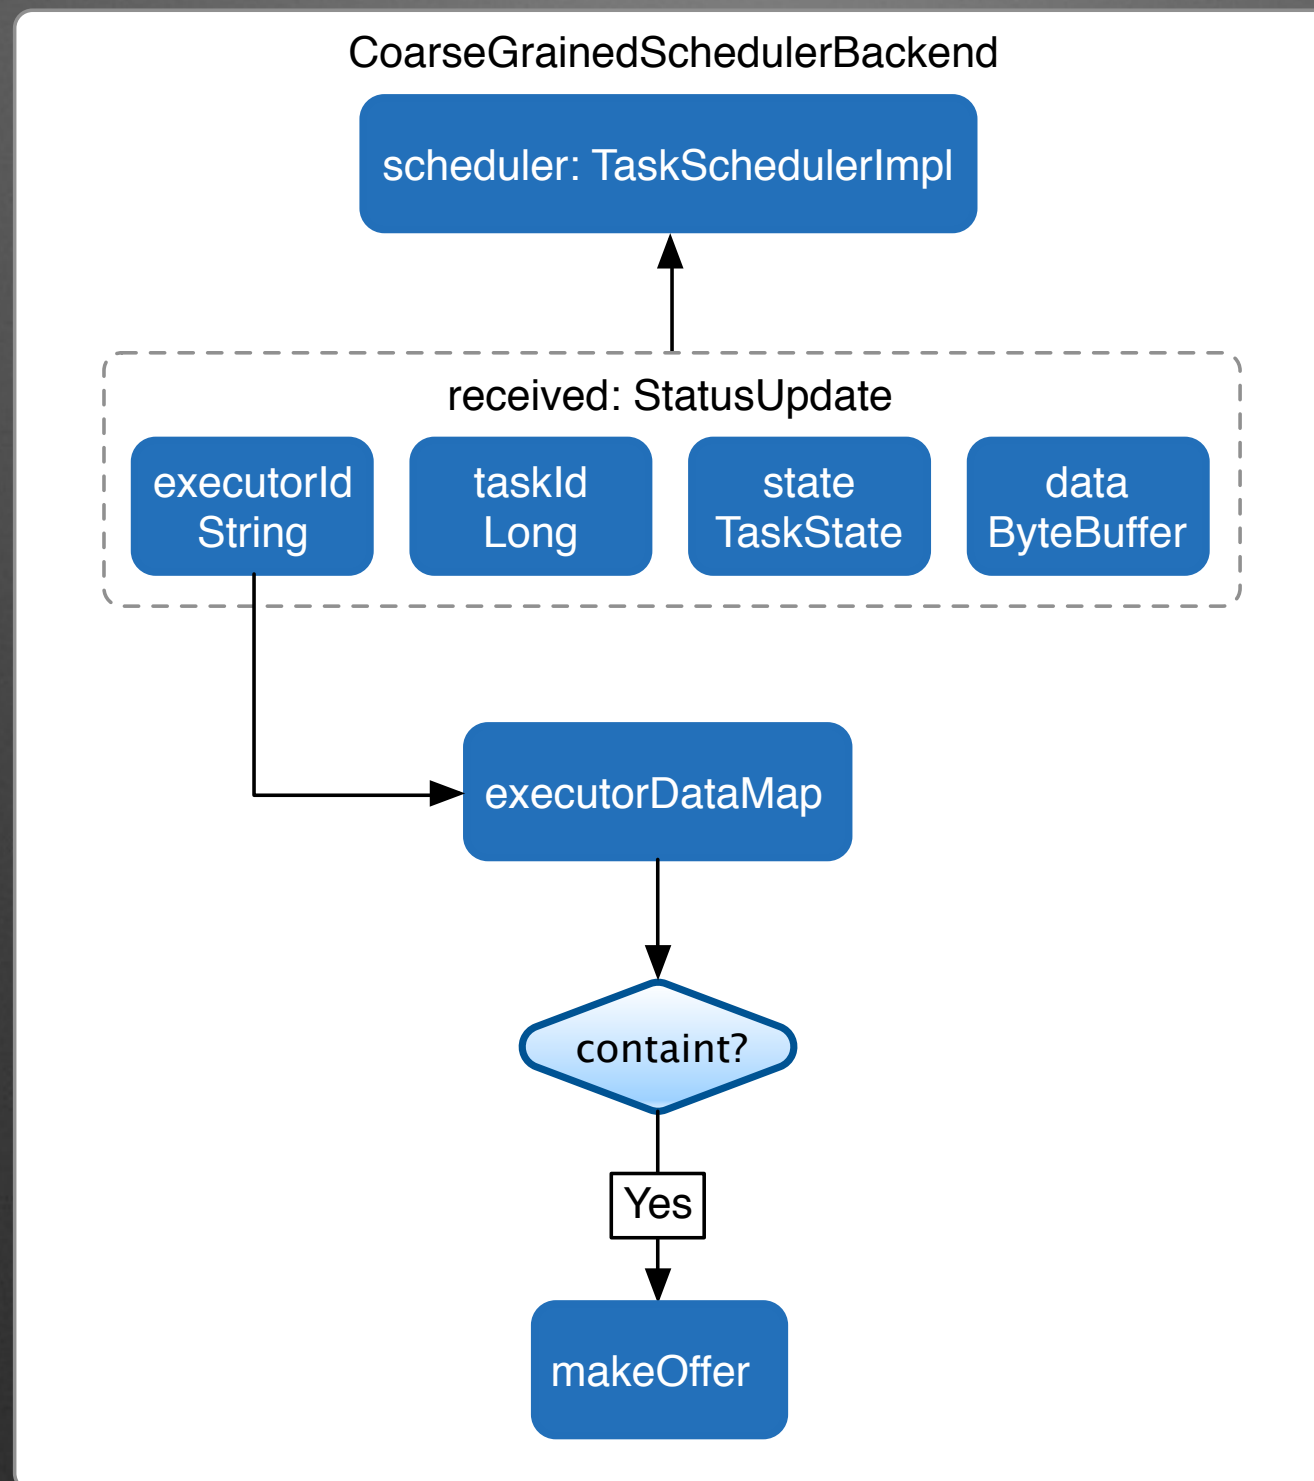 CoarseGrainedSchedulerBackend
scheduler: TaskSchedulerImpl
received: StatusUpdate
executorId
String
taskId
Long
state
TaskState
data
ByteBuffer
executorDataMap
containt?
Yes
makeOffer